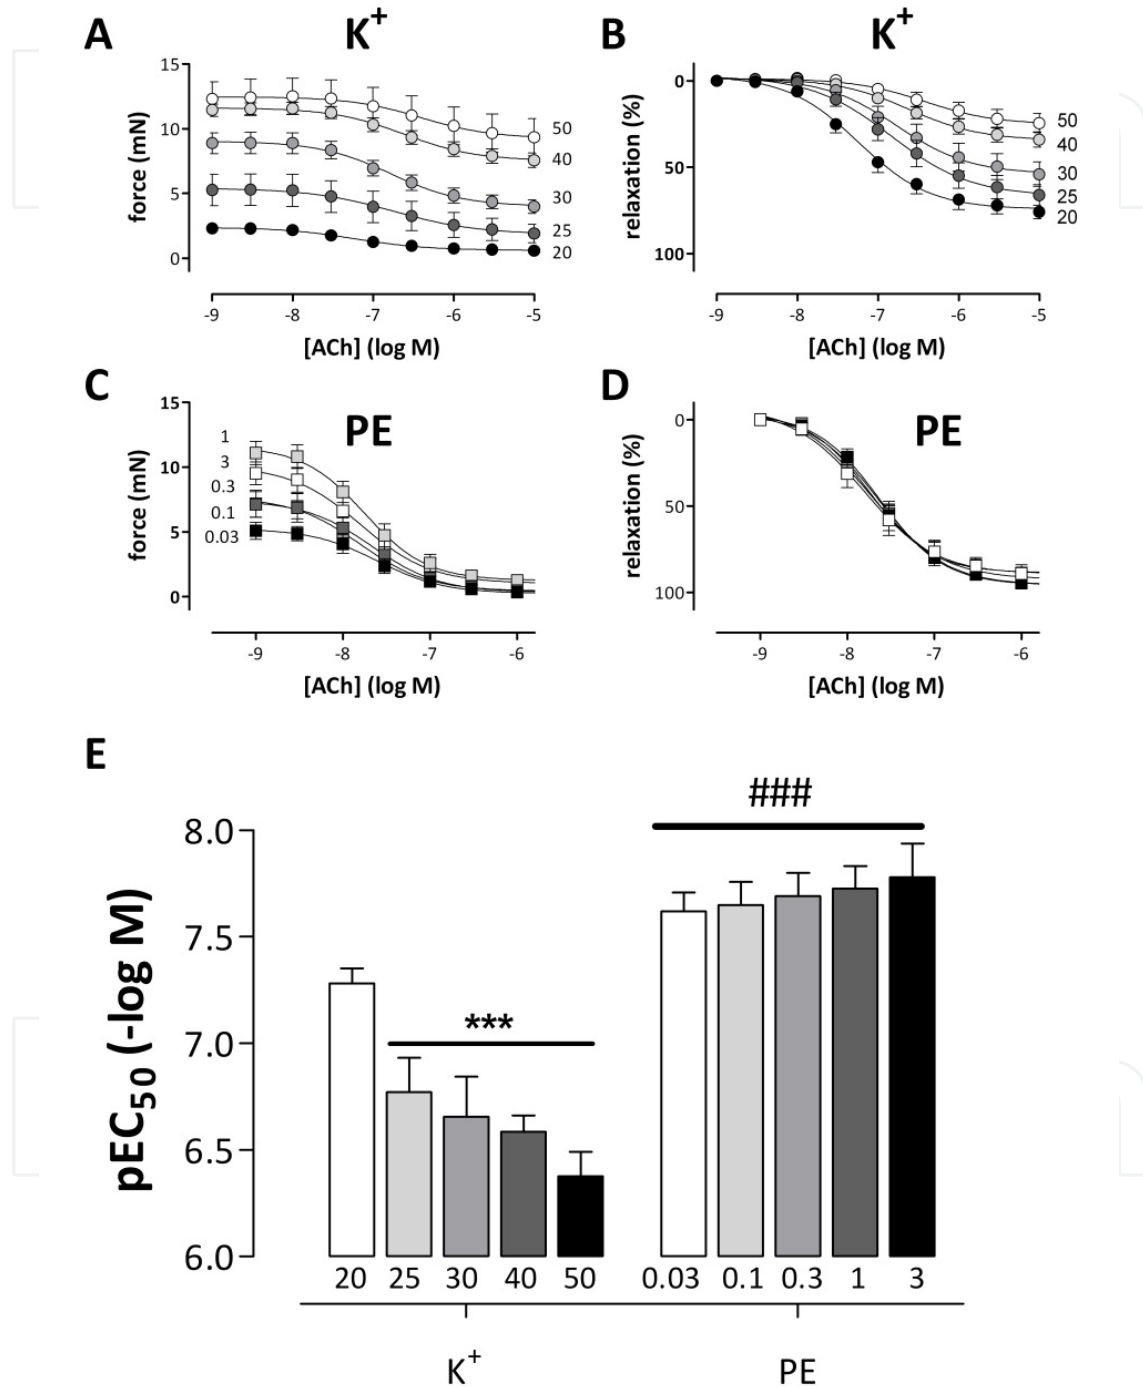 A
K+
15
10
5
0
force (mN)
50
40
30
25
20
-9 -8 -7 -6 -5
[ACh] (log M)
B
K+
0
50
100
relaxation (%)
50
40
30
25
20
-9 -8 -7 -6 -5
[ACh] (log M)
C
PE
15
10
5
0
force (mN)
1
3
0.3
0.1
0.03
-9 -8 -7 -6
[ACh] (log M)
D
PE
0
50
100
relaxation (%)
-9 -8 -7 -6
[ACh] (log M)
E
###
***
8.0
7.5
7.0
6.5
6.0
pEC50 (-log M)
20 25 30 40 50 0.03 0.1 0.3 1 3
K+ PE